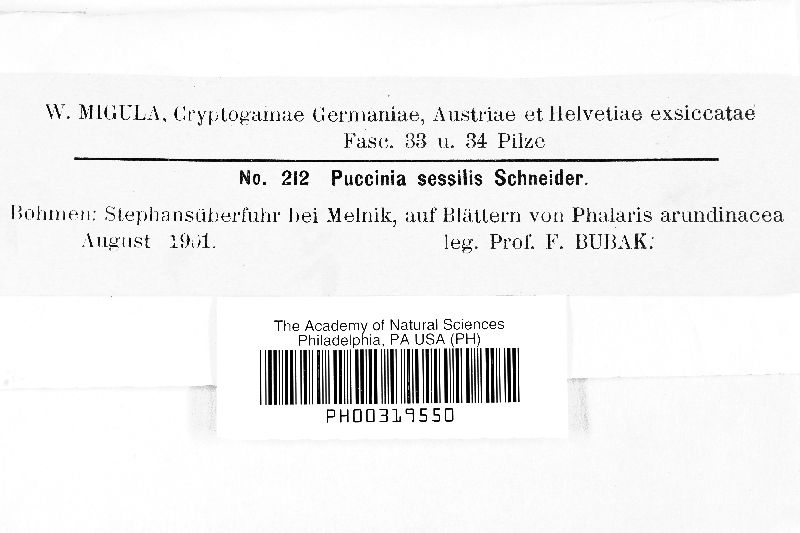 W. MIGULA, Cryptogamae Germaniae, Austriae et Helvetiae exsiccatae
Fasc. 33 u. 34 Pilze
No. 212 Puccinia sessilis Schneider.
Böhmen: Stephansüberfuhr bei Melnik, auf Blättern von Phalaris arundinacea
August
leg. Prof. F. BUBAK.
The Academy of Natural Sciences
Philadelphia, PA USA (PH)
PH00319550